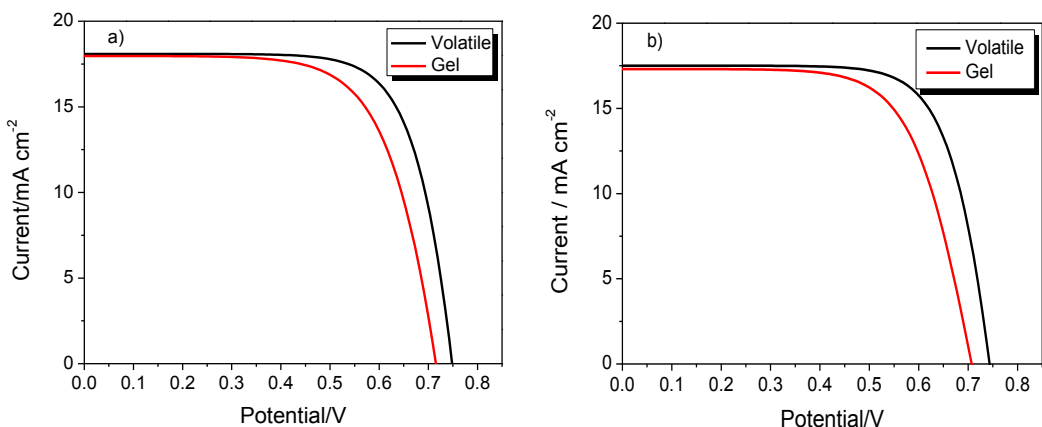 a)
Volatile
Gel
20
15
10
5
0
0.0 0.1 0.2 0.3 0.4 0.5 0.6 0.7 0.8
Current/mA cm-2
Potential/V
b)
Volatile
Gel
20
15
10
5
0
0.0 0.1 0.2 0.3 0.4 0.5 0.6 0.7 0.8
Current / mA cm-2
Potential/V